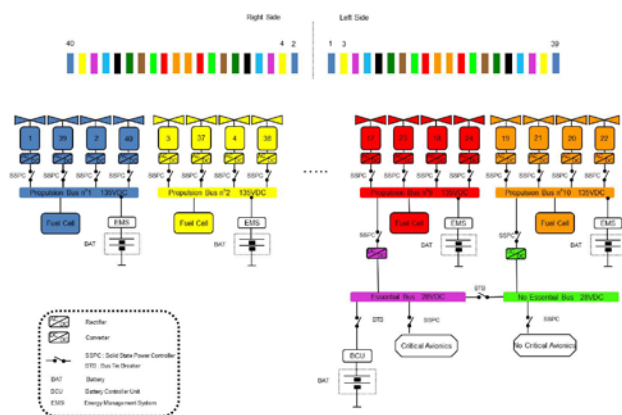 Right Side Left Side
40 4 2 1 3 39
1 39 2 40 3 37 4 38 17 23 18 24 19 21 20 22
SSPC SSPC SSPC SSPC SSPC SSPC SSPC SSPC SSPC SSPC SSPC SSPC SSPC SSPC SSPC SSPC
Propulsion Bus n°1 135VDC Propulsion Bus n°2 135VDC Propulsion Bus n°9 135VDC Propulsion Bus n°10 135VDC
Fuel Cell EMS Fuel Cell EMS Fuel Cell EMS Fuel Cell EMS
BAT BAT BAT BAT
SSPC SSPC
Essential Bus 28VDC BTB No Essential Bus 28VDC
BTB SSPC SSPC
Critical Avionics No Critical Avionics
BCU
BAT
Rectifier
Converter
SSPC : Solid State Power Controller
BTB : Bus Tie Breaker
BAT Battery
BCU Battery Controller Unit
EMS Energy Management System